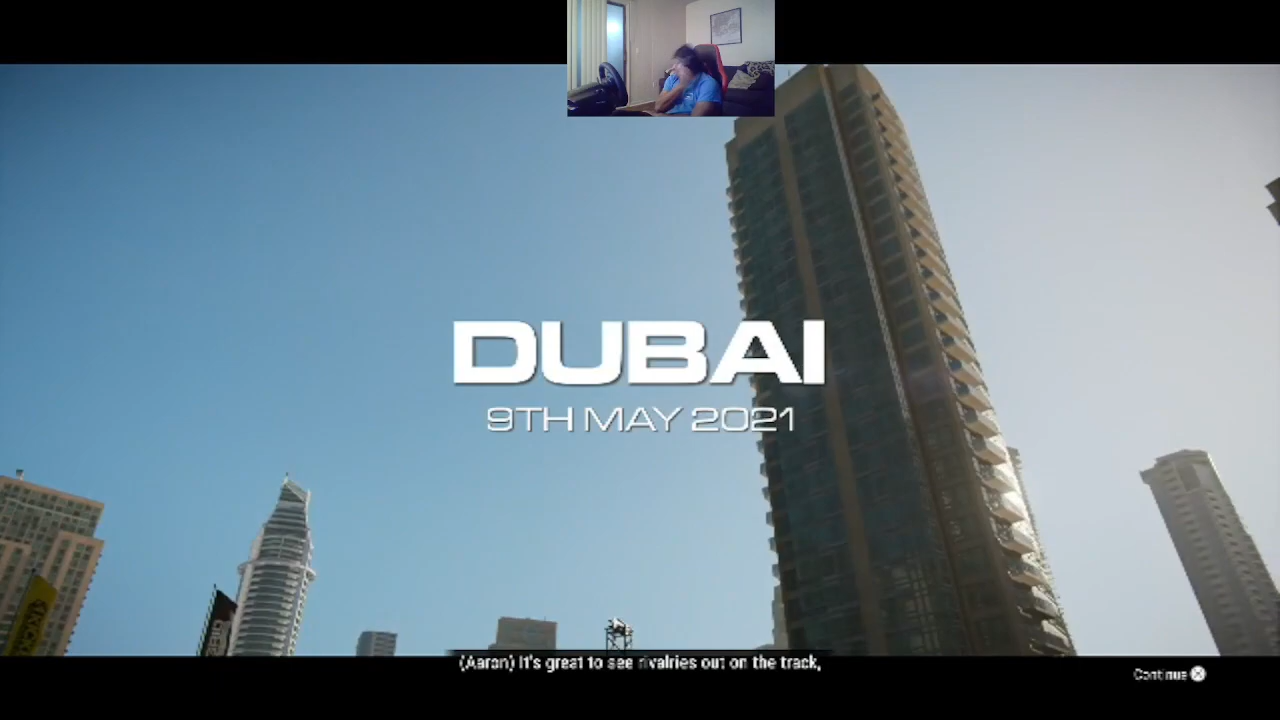 DUBAI
9TH MAY 2021
(Aaron) It's great to see rivalries out on the track,
Continue